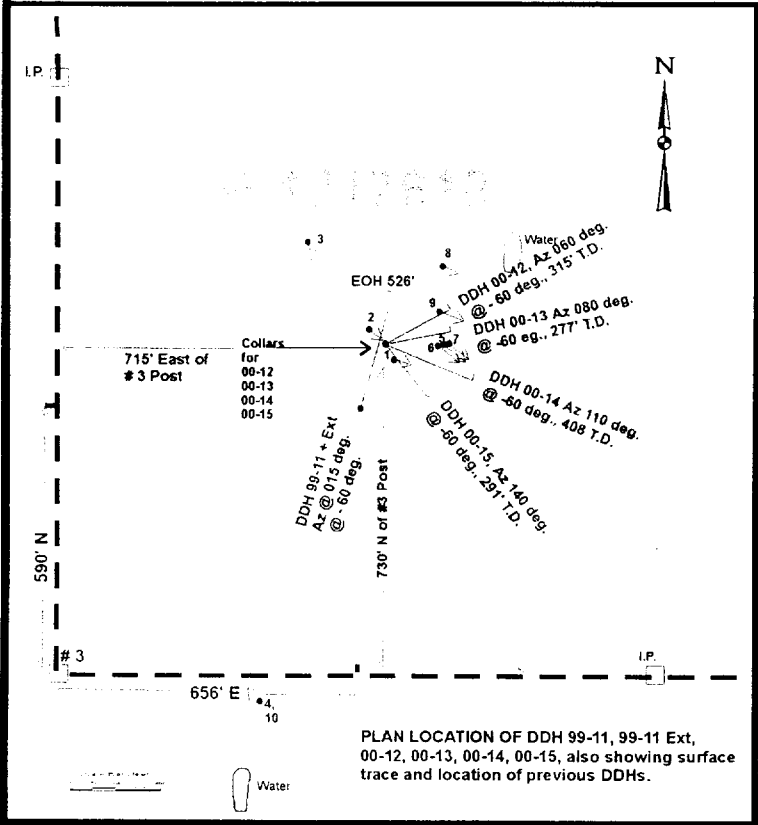 I.P.
N
3
Water
8
EOH 526'
DDH 00-12, Az 060 deg.
@ - 60 deg., 315' T.D.
9
2
DDH 00-13 Az 080 deg.
@ -60 eg., 277' T.D.
5
6 7
715' East of
# 3 Post
Collars
for
00-12
00-13
00-14
00-15
1
DDH 00-14 Az 110 deg.
@ -60 deg., 408 T.D.
DDH 00-15, Az 140 deg.
@ -60 deg., 291' T.D.
DDH 99-11 + Ext
Az @ 015 deg.
@ - 60 deg.
730' N of #3 Post
590' N
# 3
I.P.
656' E
4,
10
PLAN LOCATION OF DDH 99-11, 99-11 Ext,
00-12, 00-13, 00-14, 00-15, also showing surface
trace and location of previous DDHs.
Water